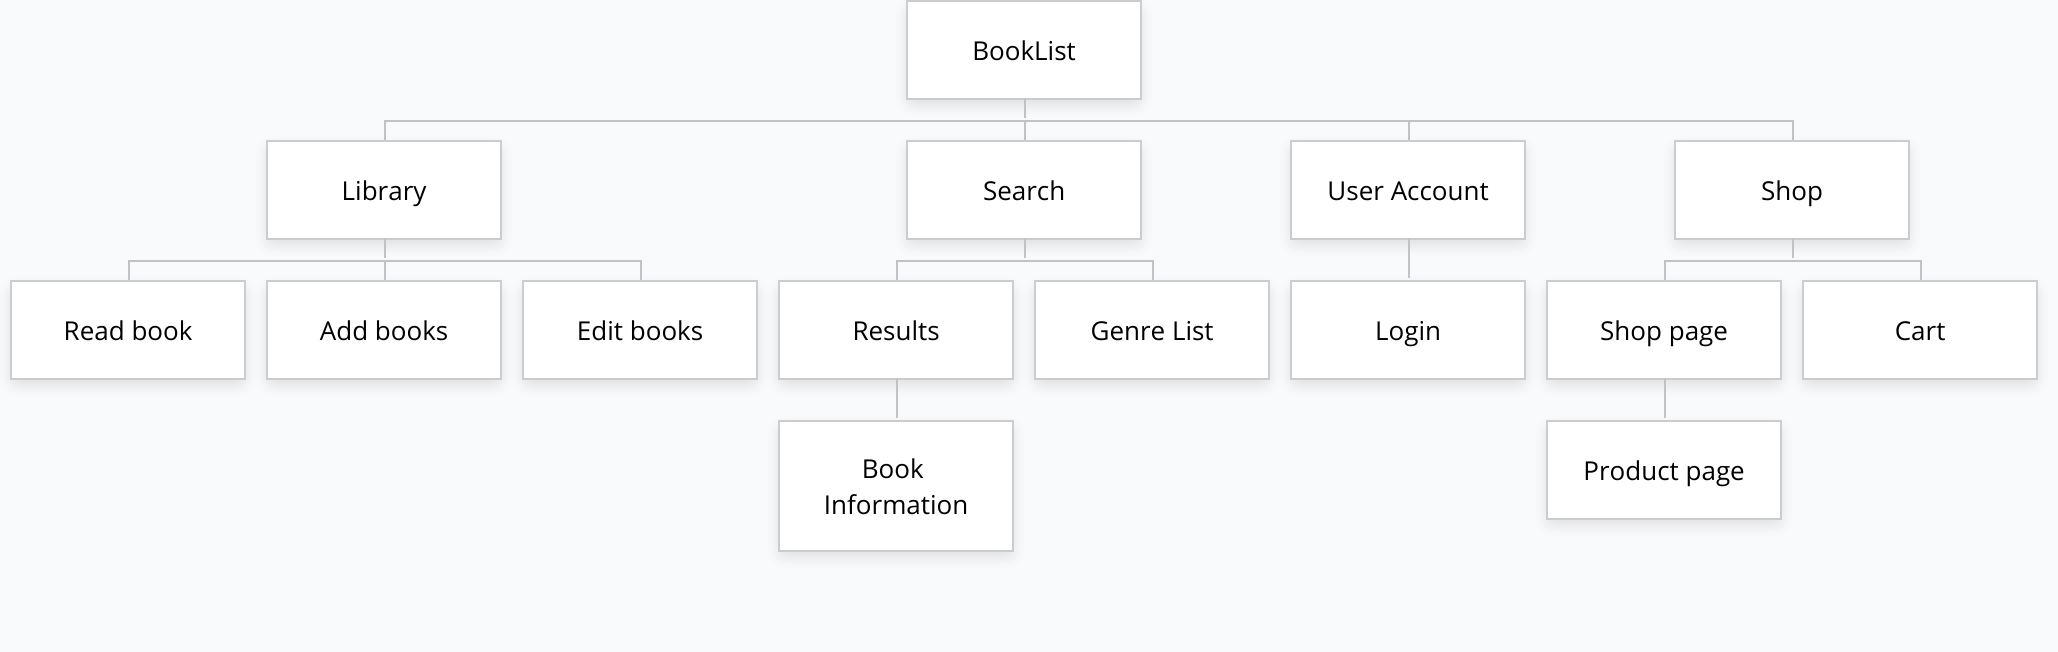 BookList
Library
Search
User Account
Shop
Read book
Add books
Edit books
Results
Genre List
Login
Shop page
Cart
Book
Information
Product page